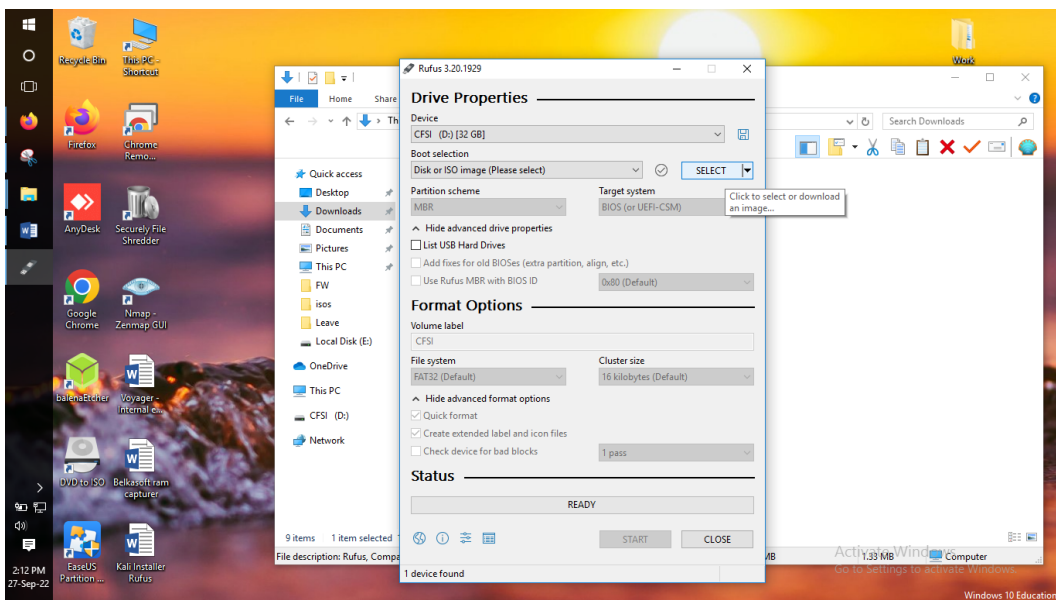 Recycle Bin
This PC -
Shortcut
Work
Firefox
Chrome
Remo...
AnyDesk
Securely File
Shredder
Google
Chrome
Nmap -
Zenmap GUI
balenaEtcher
Voyager -
Internal e...
DVD to ISO
Belkasoft ram
capturer
EaseUS
Partition ...
Kali Installer
Rufus
2:12 PM
27-Sep-22
File
Home
Share
Th
Search Downloads
Quick access
Desktop
Downloads
Documents
Pictures
This PC
FW
isos
Leave
Local Disk (E:)
OneDrive
This PC
CFSI (D:)
Network
9 items 1 item selected
File description: Rufus, Compa
MB
1.33 MB
Computer
Rufus 3.20.1929
Drive Properties
Device
CFSI (D:) [32 GB]
Boot selection
Disk or ISO image (Please select)
SELECT
Click to select or download
an image...
Partition scheme
Target system
MBR
BIOS (or UEFI-CSM)
Hide advanced drive properties
List USB Hard Drives
Add fixes for old BIOSes (extra partition, align, etc.)
Use Rufus MBR with BIOS ID
0x80 (Default)
Format Options
Volume label
CFSI
File system
Cluster size
FAT32 (Default)
16 kilobytes (Default)
Hide advanced format options
Quick format
Create extended label and icon files
Check device for bad blocks
1 pass
Status
READY
START
CLOSE
1 device found
Activate Windows
Go to Settings to activate Windows.
Windows 10 Education